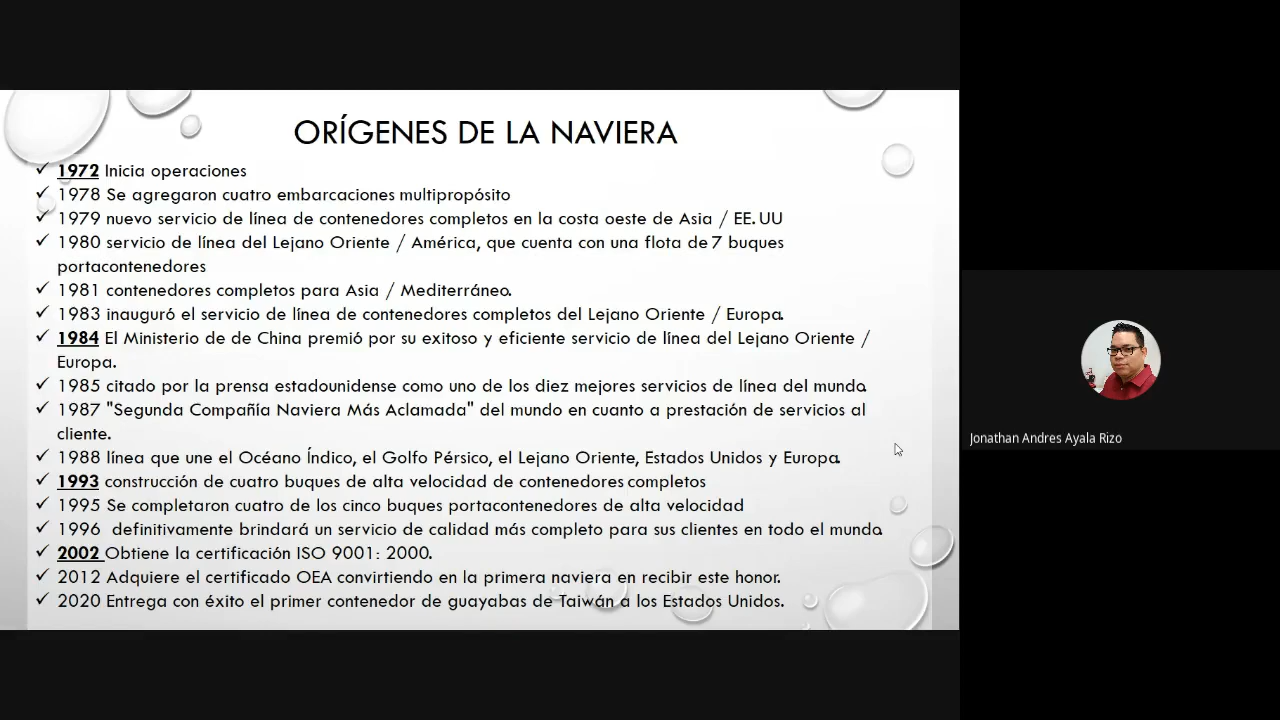 ORÍGENES DE LA NAVIERA
✓ 1972 Inicia operaciones
✓ 1978 Se agregaron cuatro embarcaciones multipropósito
✓ 1979 nuevo servicio de línea de contenedores completos en la costa oeste de Asia / EE. UU
✓ 1980 servicio de línea del Lejano Oriente / América, que cuenta con una flota de 7 buques
portacontenedores
✓ 1981 contenedores completos para Asia / Mediterráneo.
✓ 1983 inauguró el servicio de línea de contenedores completos del Lejano Oriente / Europa.
✓ 1984 El Ministerio de de China premió por su exitoso y eficiente servicio de línea del Lejano Oriente /
Europa.
✓ 1985 citado por la prensa estadounidense como uno de los diez mejores servicios de línea del mundo.
✓ 1987 "Segunda Compañía Naviera Más Aclamada" del mundo en cuanto a prestación de servicios al
cliente.
✓ 1988 línea que une el Océano Índico, el Golfo Pérsico, el Lejano Oriente, Estados Unidos y Europa.
✓ 1993 construcción de cuatro buques de alta velocidad de contenedores completos
✓ 1995 Se completaron cuatro de los cinco buques portacontenedores de alta velocidad
✓ 1996 definitivamente brindará un servicio de calidad más completo para sus clientes en todo el mundo.
✓ 2002 Obtiene la certificación ISO 9001: 2000.
✓ 2012 Adquiere el certificado OEA convirtiendo en la primera naviera en recibir este honor.
✓ 2020 Entrega con éxito el primer contenedor de guayabas de Taiwán a los Estados Unidos.
Jonathan Andres Ayala Rizo